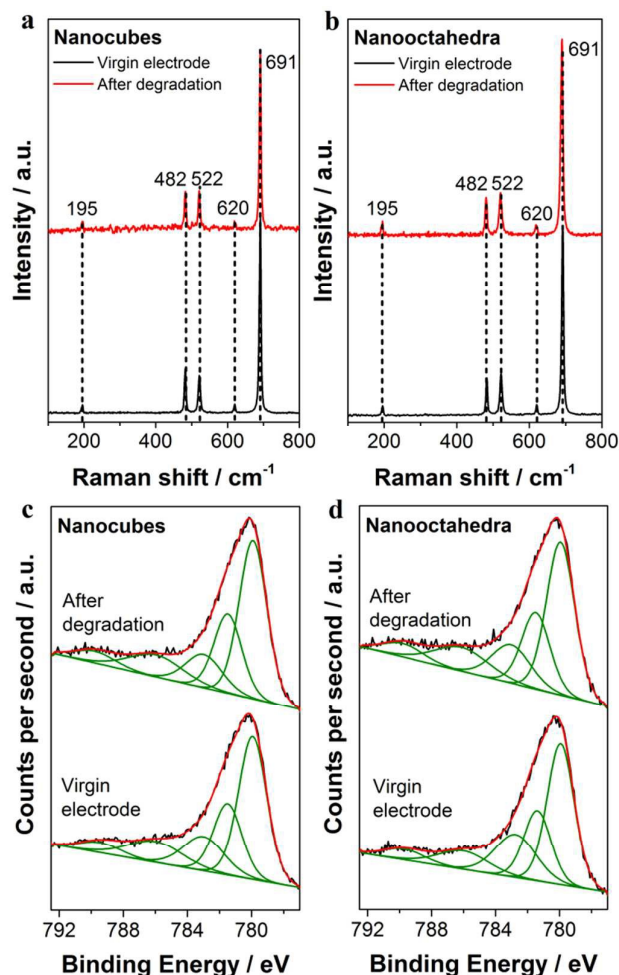 a
Nanocubes
Virgin electrode
After degradation
691
482 522
195
620
Intensity / a.u.
200 400 600 800
Raman shift / cm⁻¹
b
Nanooctahedra
Virgin electrode
After degradation
691
482 522
195
620
Intensity / a.u.
200 400 600 800
Raman shift / cm⁻¹
c
Nanocubes
After
degradation
Virgin
electrode
Counts per second / a.u.
792 788 784 780
Binding Energy / eV
d
Nanooctahedra
After
degradation
Virgin
electrode
Counts per second / a.u.
792 788 784 780
Binding Energy / eV